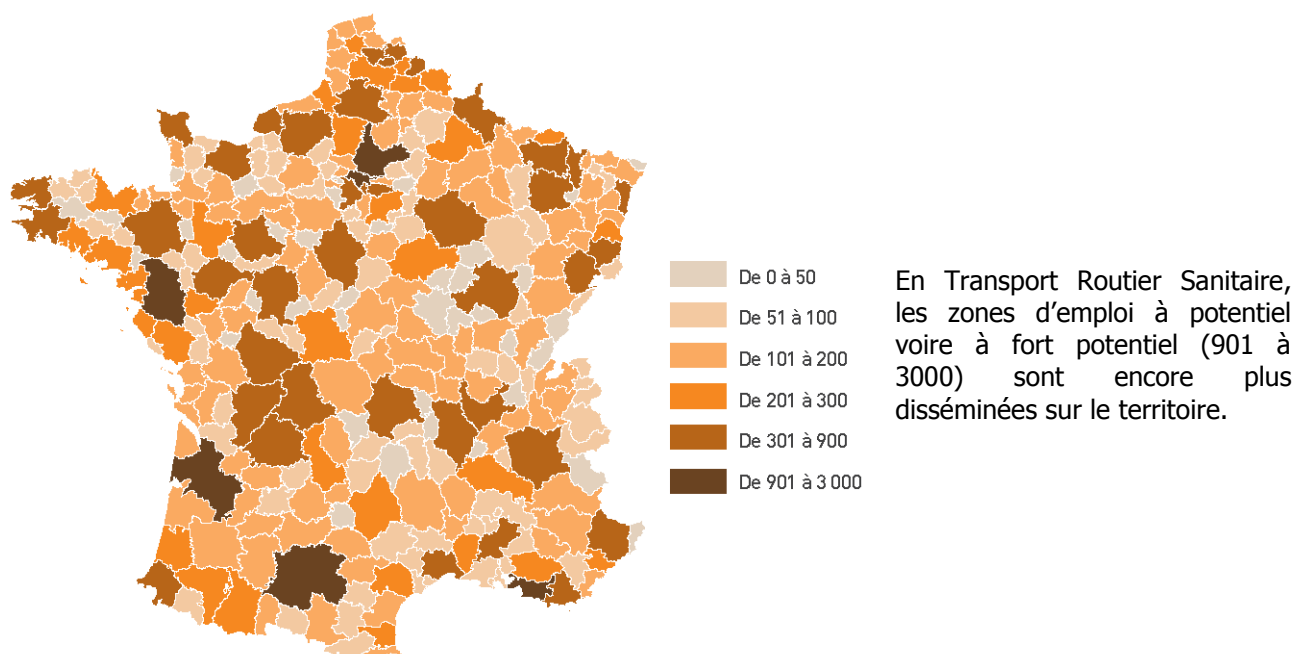 De 0 à 50
De 51 à 100
De 101 à 200
De 201 à 300
De 301 à 900
De 901 à 3 000
En Transport Routier Sanitaire,
les zones d’emploi à potentiel
voire à fort potentiel (901 à
3000) sont encore plus
disséminées sur le territoire.